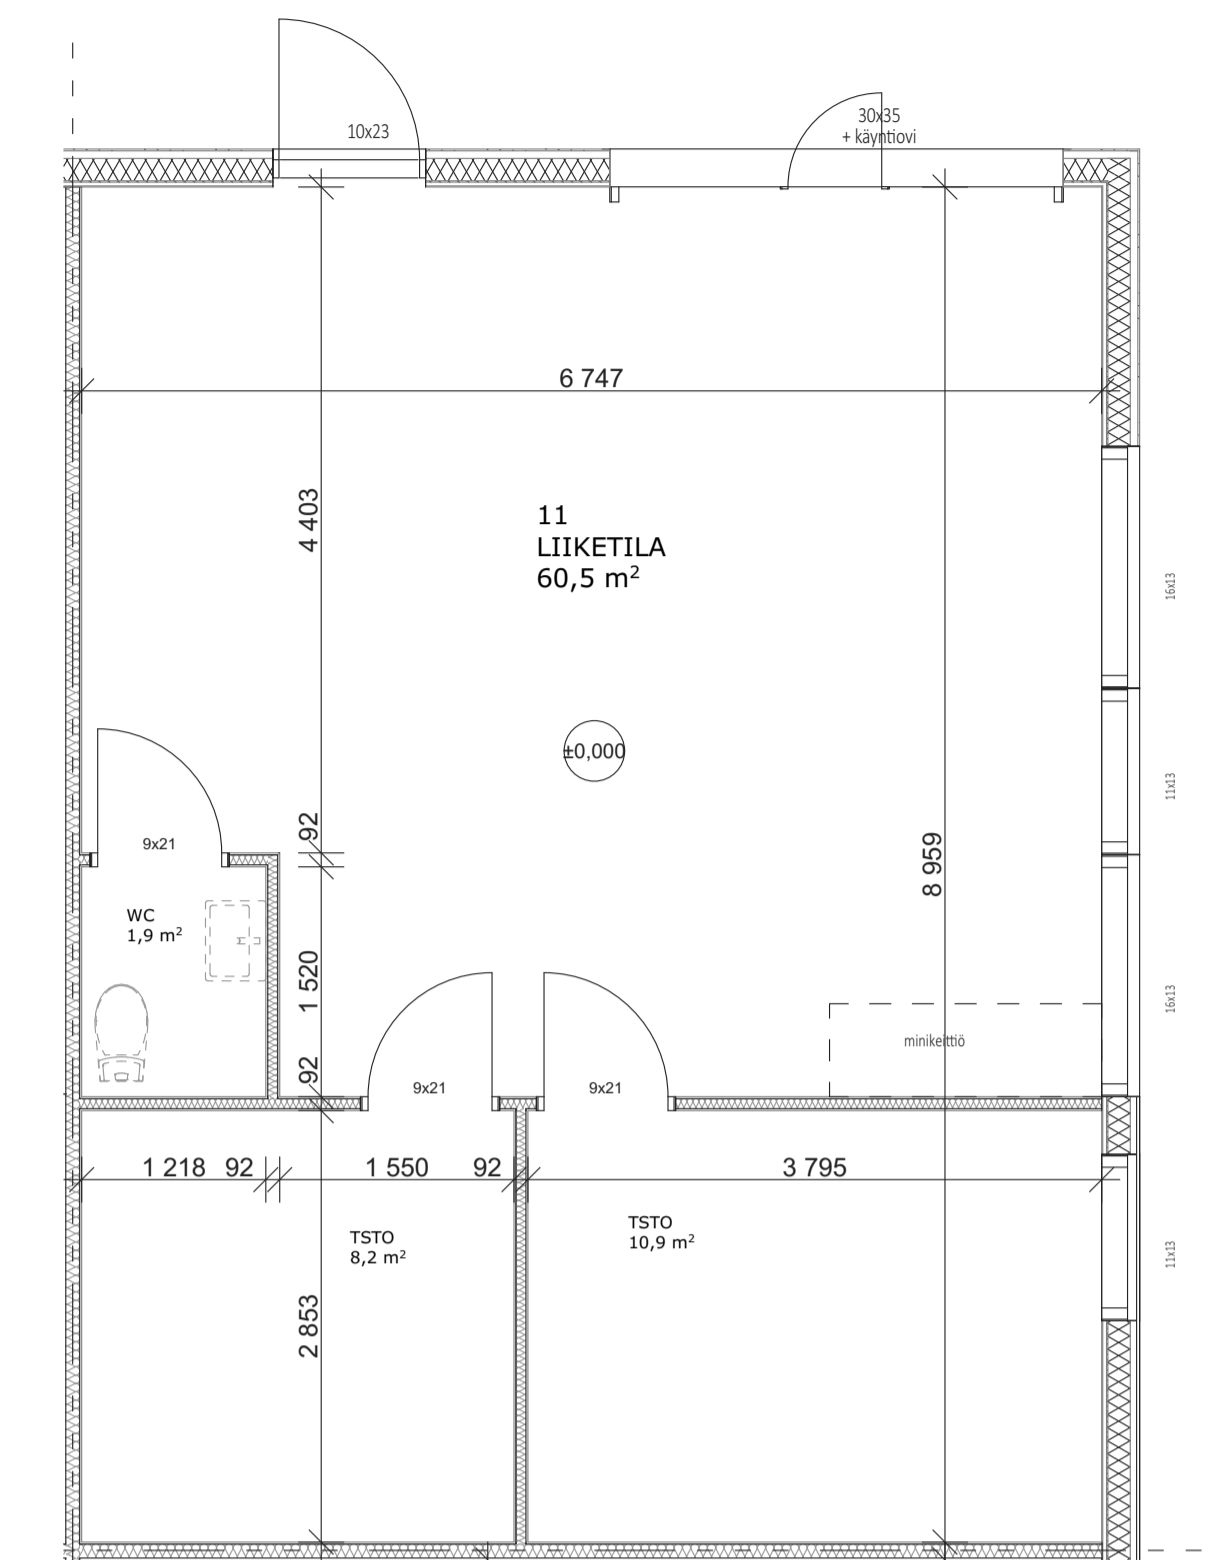 10x23
30x35
+ käyntiovi
6 747
4 403
11
LIIKETILA
60,5 m²
16x13
±0,000
11x13
92
9x21
8 959
WC
1,9 m²
1 520
16x13
minikeittiö
92
9x21
9x21
1 218
92
1 550
92
3 795
TSTO
8,2 m²
TSTO
10,9 m²
11x13
2 853